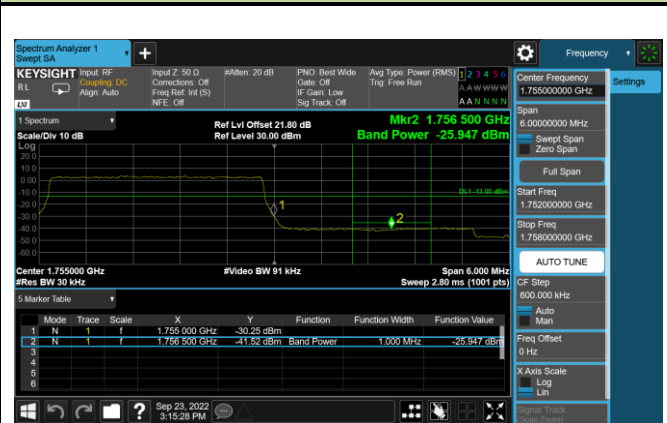 Spectrum Analyzer 1
Swept SA
+
Frequency
KEYSIGHT
RL
LXI
Input: RF
Coupling: DC
Align: Auto
Input Z: 50 Ω
Corrections: Off
Freq Ref: Int (S)
NFE: Off
#Atten: 20 dB
PNO: Best Wide
Gate: Off
IF Gain: Low
Sig Track: Off
Avg Type: Power (RMS)
Trig: Free Run
1 2 3 4 5 6
A A W W W W
A A N N N N
Center Frequency
1.755000000 GHz
Settings
Span
6.00000000 MHz
Swept Span
Zero Span
Full Span
Start Freq
1.752000000 GHz
Stop Freq
1.758000000 GHz
AUTO TUNE
CF Step
600.000 kHz
Auto
Man
Freq Offset
0 Hz
X Axis Scale
Log
Lin
Signal Track
(Span Zoom)
1 Spectrum
Scale/Div 10 dB
Ref Lvl Offset 21.80 dB
Ref Level 30.00 dBm
Mkr2 1.756 500 GHz
Band Power -25.947 dBm
Log
20.0
10.0
0.00
-10.0
-20.0
-30.0
-40.0
-50.0
-60.0
DL1 -13.00 dBm
1
2
Center 1.755000 GHz
#Res BW 30 kHz
#Video BW 91 kHz
Span 6.000 MHz
Sweep 2.80 ms (1001 pts)
5 Marker Table
Mode Trace Scale X Y Function Function Width Function Value
1 N 1 f 1.755 000 GHz -30.25 dBm
2 N 1 f 1.756 500 GHz -41.52 dBm Band Power 1.000 MHz -25.947 dBm
3
4
5
6
?
Sep 23, 2022
3:15:28 PM